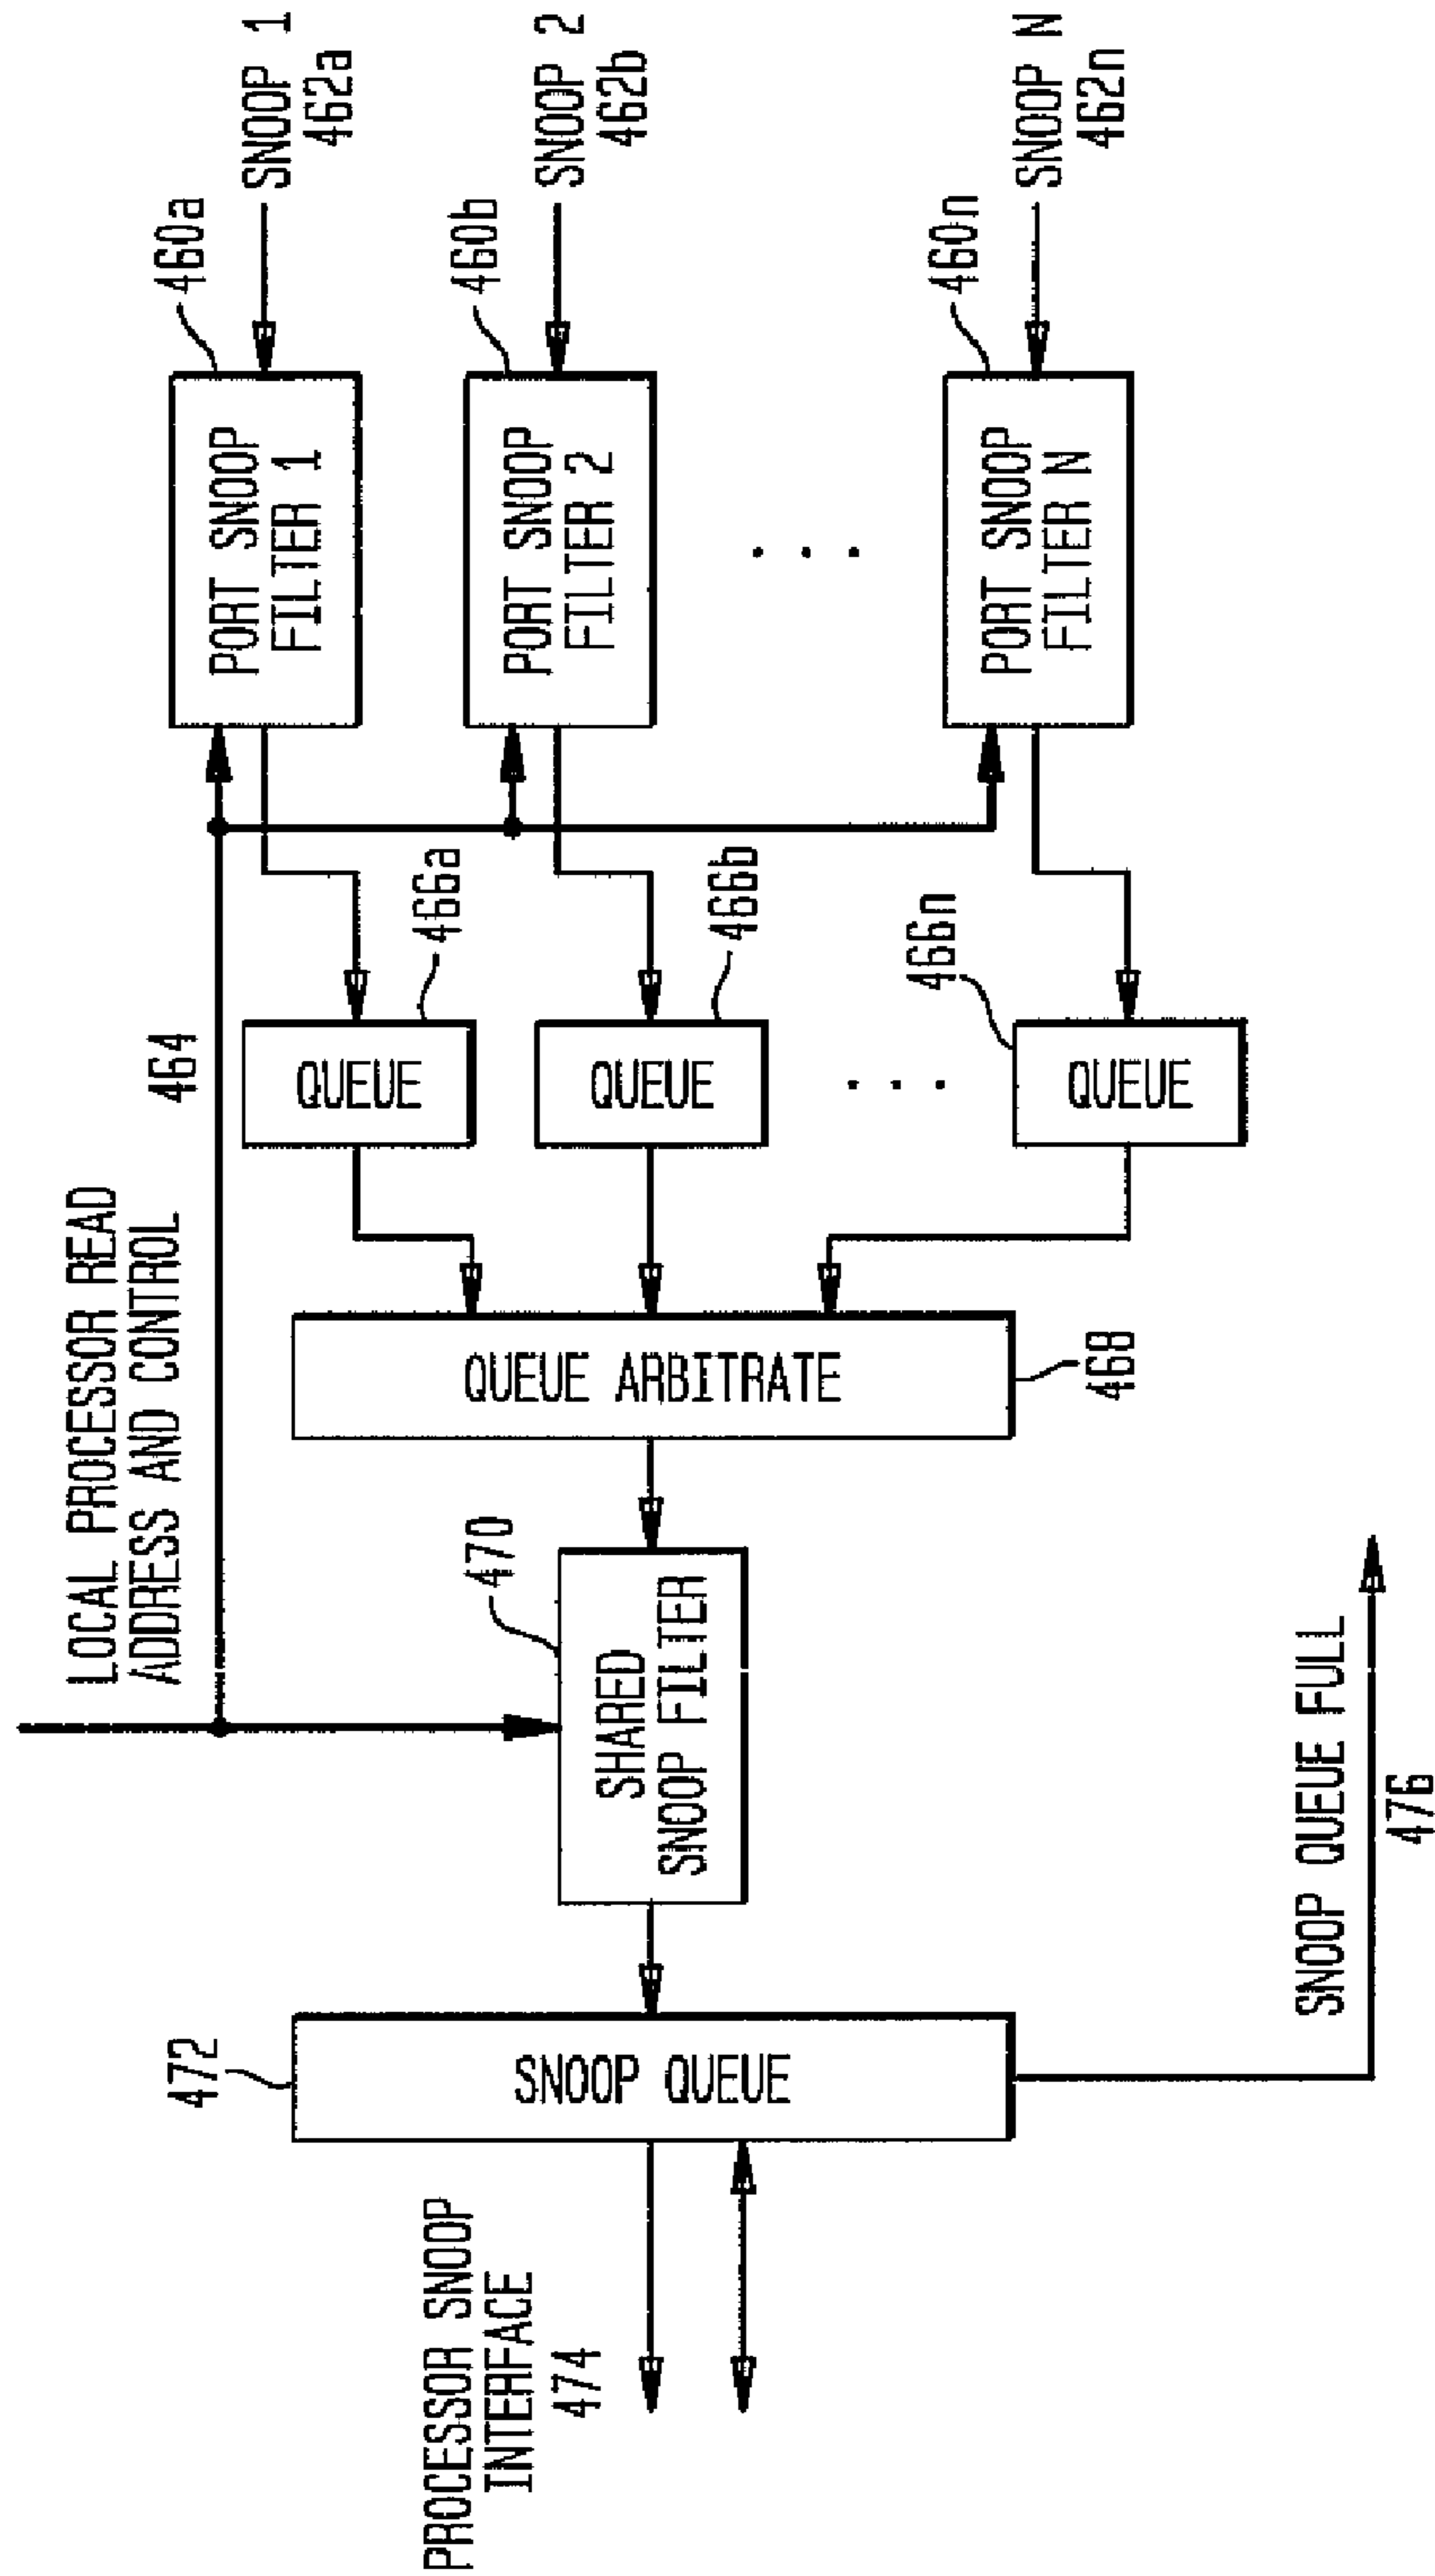 LOCAL PROCESSOR READ
ADDRESS AND CONTROL
464
460a
SNOOP 1
462a
PORT SNOOP
FILTER 1
466a
QUEUE
460b
SNOOP 2
462b
PORT SNOOP
FILTER 2
466b
QUEUE
. . .
. . .
460n
SNOOP N
462n
PORT SNOOP
FILTER N
466n
QUEUE
QUEUE ARBITRATE
468
470
SHARED
SNOOP FILTER
472
SNOOP QUEUE
PROCESSOR SNOOP
INTERFACE
474
SNOOP QUEUE FULL
476